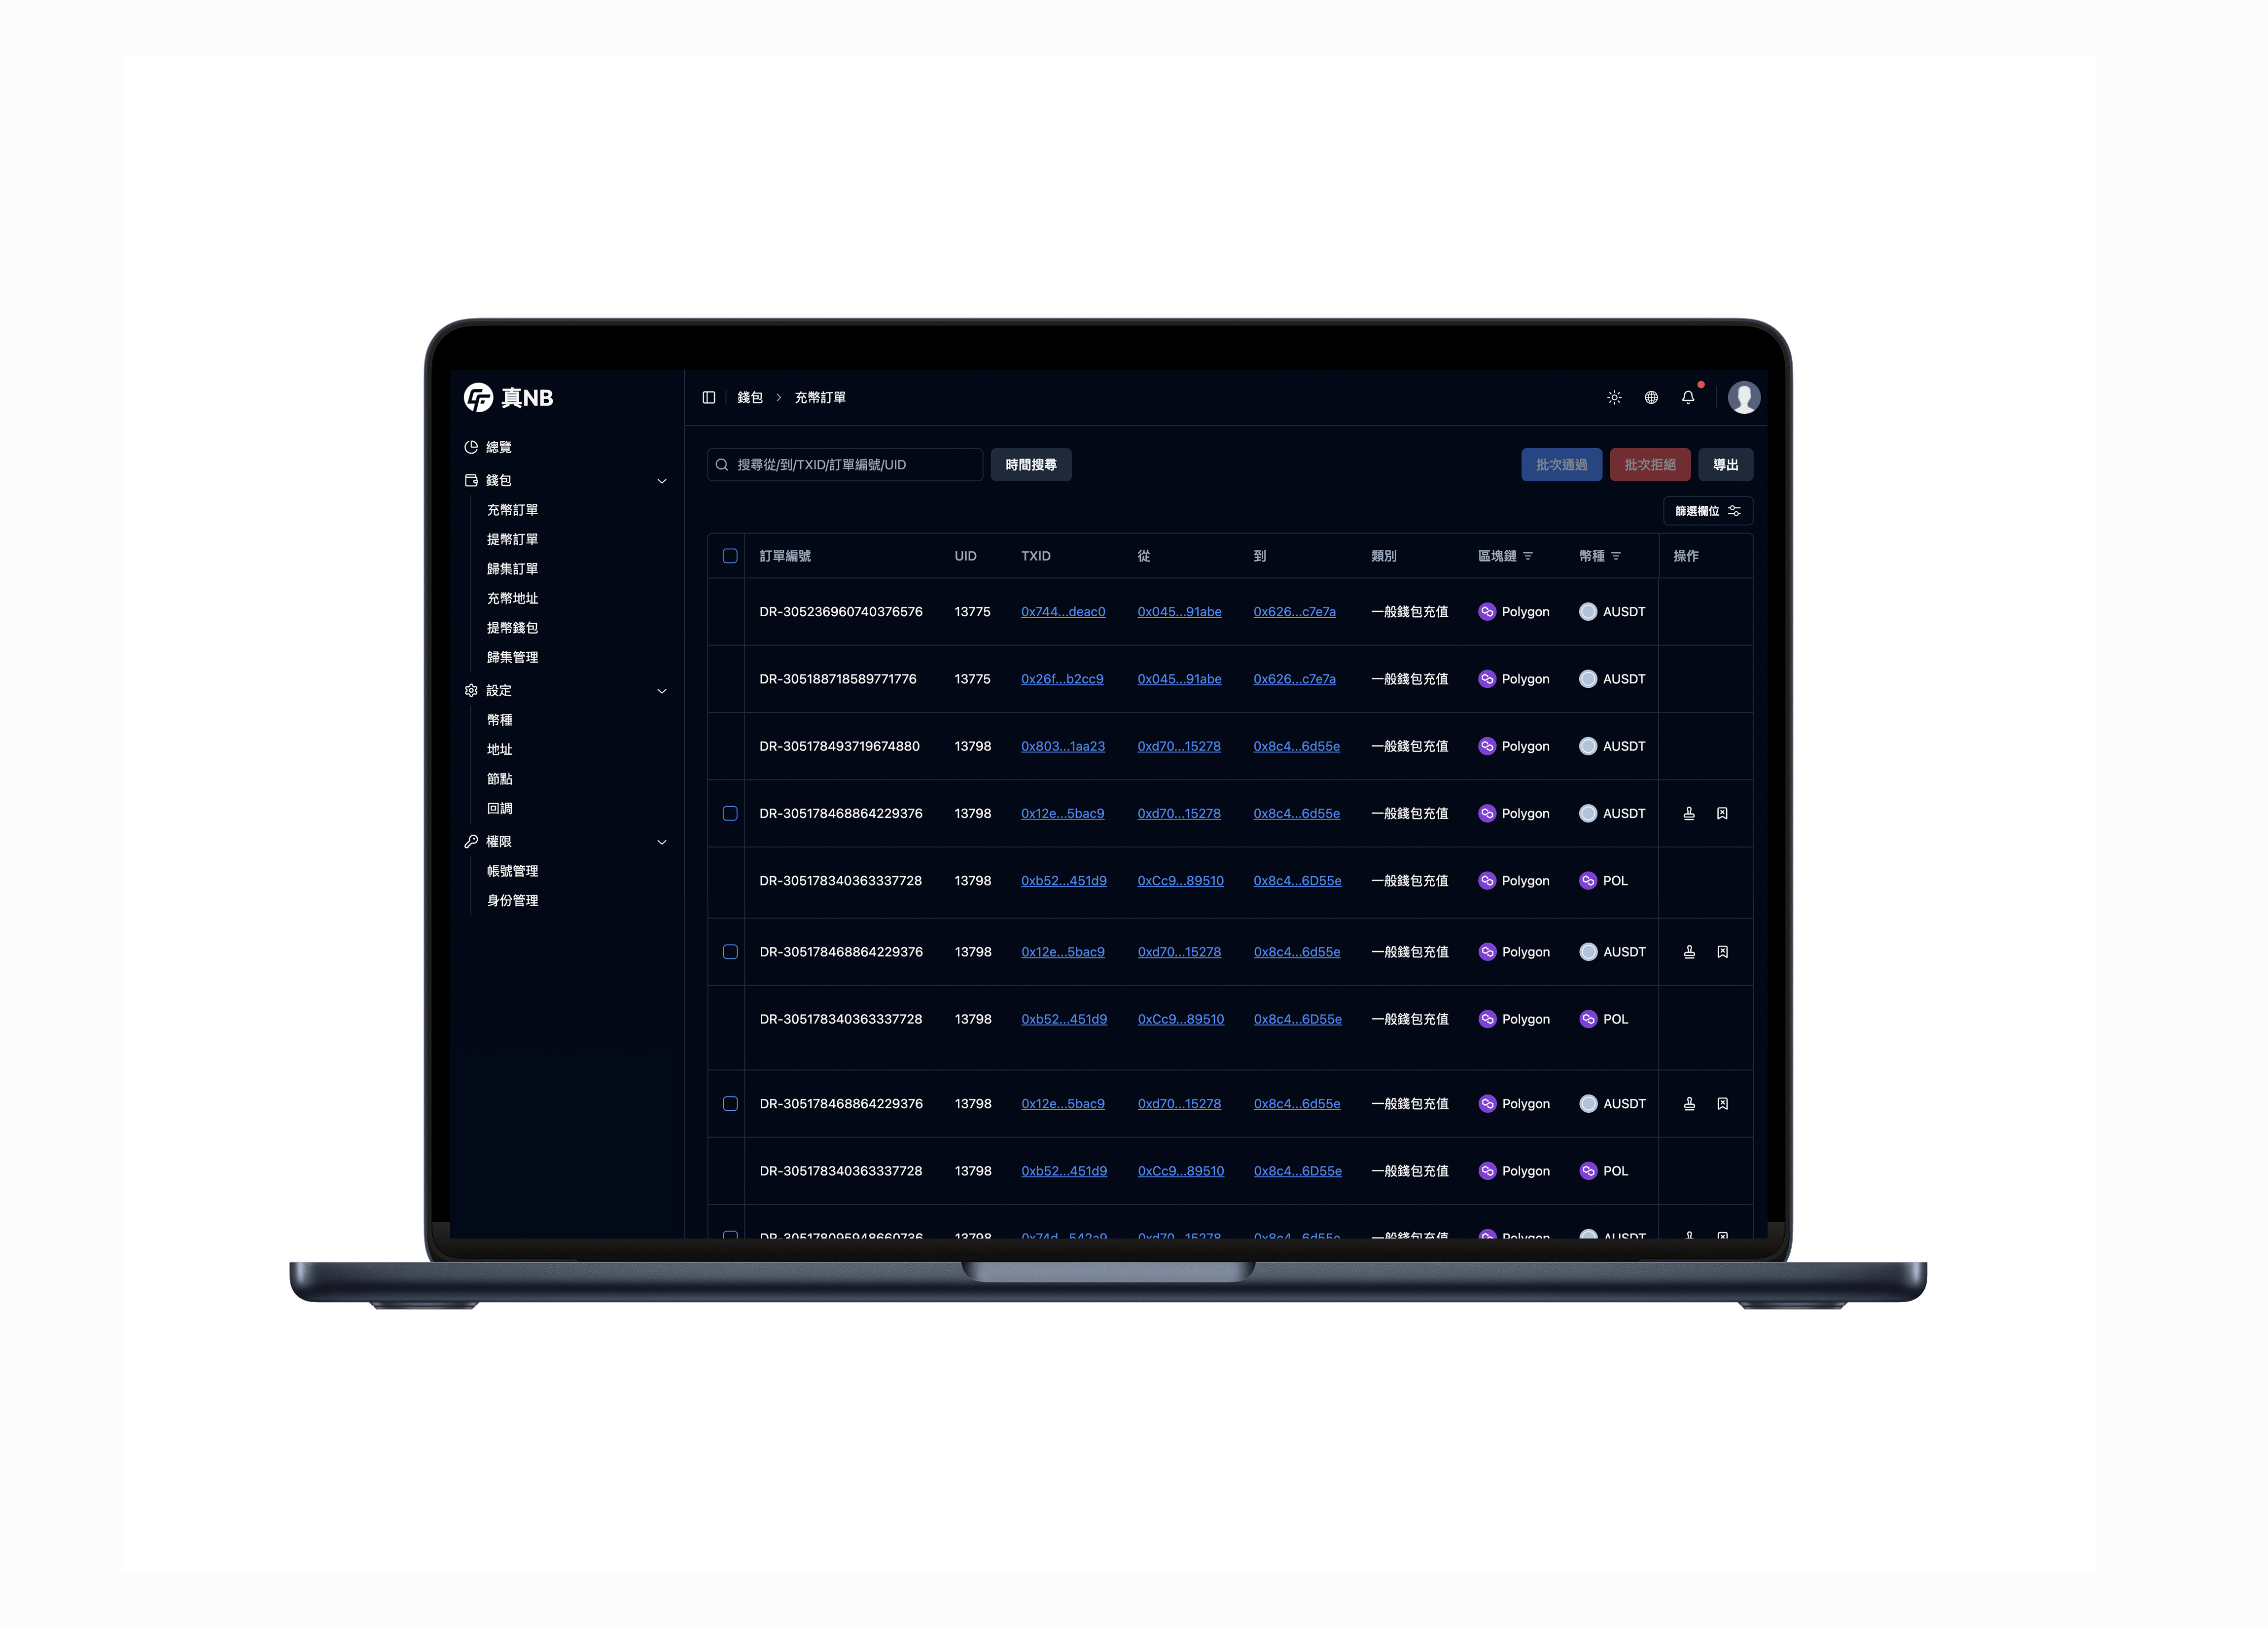 真NB
總覽
錢包
充幣訂單
提幣訂單
歸集訂單
充幣地址
提幣錢包
歸集管理
設定
幣種
地址
節點
回調
權限
帳號管理
身份管理
錢包 > 充幣訂單
搜尋從/到/TXID/訂單編號/UID 時間搜尋 批次通過 批次拒絕 導出
篩選欄位
訂單編號 UID TXID 從 到 類別 區塊鏈 幣種 操作
DR-305236960740376576 13775 0x744...deac0 0x045...91abe 0x626...c7e7a 一般錢包充值 Polygon AUSDT
DR-305188718589771776 13775 0x26f...b2cc9 0x045...91abe 0x626...c7e7a 一般錢包充值 Polygon AUSDT
DR-305178493719674880 13798 0x803...1aa23 0xd70...15278 0x8c4...6d55e 一般錢包充值 Polygon AUSDT
DR-305178468864229376 13798 0x12e...5bac9 0xd70...15278 0x8c4...6d55e 一般錢包充值 Polygon AUSDT
DR-305178340363337728 13798 0xb52...451d9 0xCc9...89510 0x8c4...6D55e 一般錢包充值 Polygon POL
DR-305178468864229376 13798 0x12e...5bac9 0xd70...15278 0x8c4...6d55e 一般錢包充值 Polygon AUSDT
DR-305178340363337728 13798 0xb52...451d9 0xCc9...89510 0x8c4...6D55e 一般錢包充值 Polygon POL
DR-305178468864229376 13798 0x12e...5bac9 0xd70...15278 0x8c4...6d55e 一般錢包充值 Polygon AUSDT
DR-305178340363337728 13798 0xb52...451d9 0xCc9...89510 0x8c4...6D55e 一般錢包充值 Polygon POL
13798 0xd70...15278 0x8c4...6d55e 一般錢包充值 Polygon AUSDT